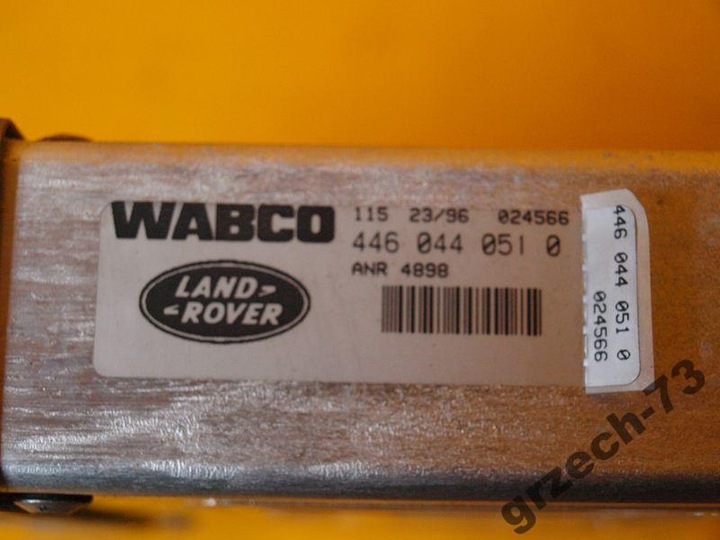 WABCO
115 23/96 024566
446 044 051 0
ANR 4898
LAND
ROVER
446 044 051 0
024566
grzech-73